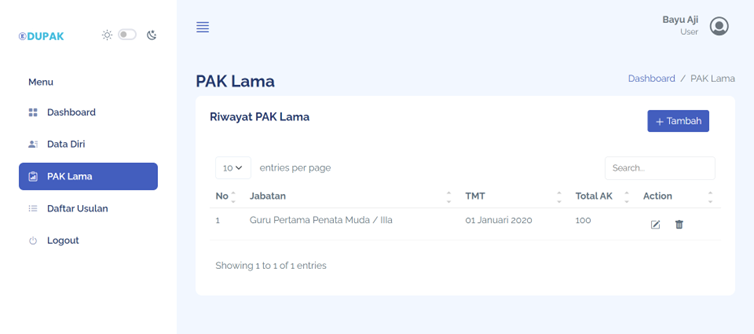 EDUPAK
Menu
Dashboard
Data Diri
PAK Lama
Daftar Usulan
Logout
Bayu Aji
User
PAK Lama
Dashboard / PAK Lama
Riwayat PAK Lama
+ Tambah
10 entries per page
Search...
No Jabatan TMT Total AK Action
1 Guru Pertama Penata Muda / IIIa 01 Januari 2020 100
Showing 1 to 1 of 1 entries